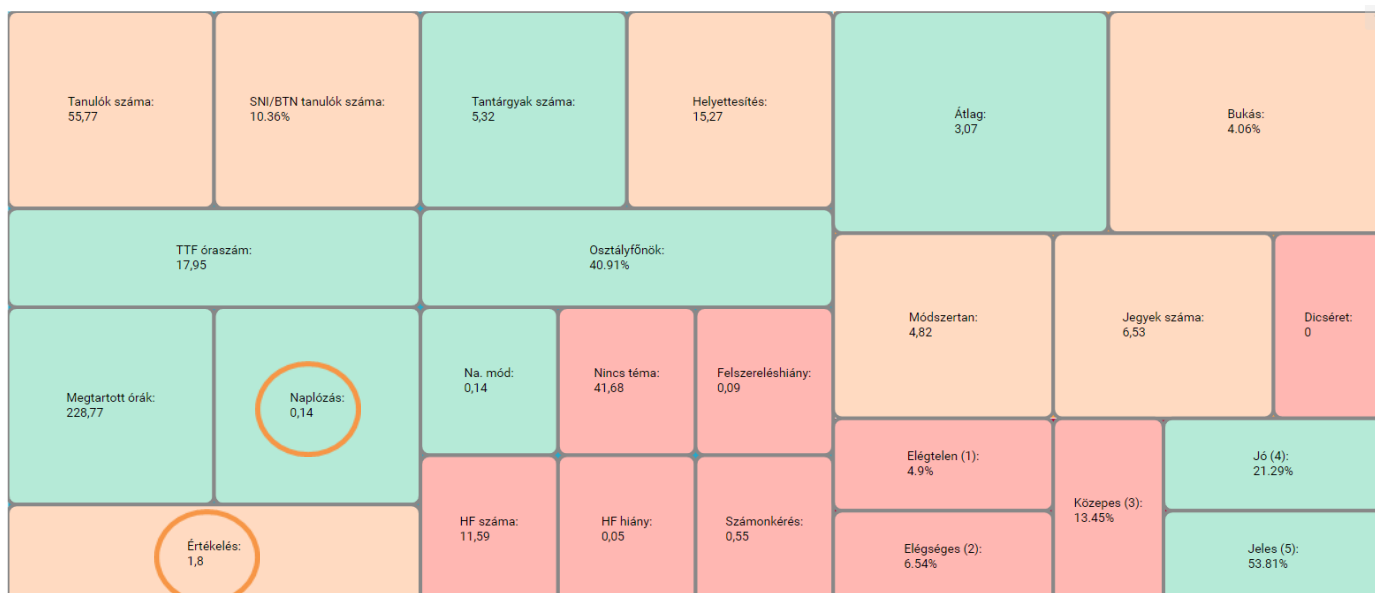 Tanulók száma:
55,77
SNI/BTN tanulók száma:
10.36%
Tantárgyak száma:
5,32
Helyettesítés:
15,27
Átlag:
3,07
Bukás:
4.06%
TTF óraszám:
17,95
Osztályfőnök:
40.91%
Módszertan:
4,82
Jegyek száma:
6,53
Dicséret:
0
Megtartott órák:
228,77
Naplózás:
0,14
Na. mód:
0,14
Nincs téma:
41,68
Felszereléshiány:
0,09
Értékelés:
1,8
HF száma:
11,59
HF hiány:
0,05
Számonkérés:
0,55
Elégtelen (1):
4.9%
Elégséges (2):
6.54%
Közepes (3):
13.45%
Jó (4):
21.29%
Jeles (5):
53.81%